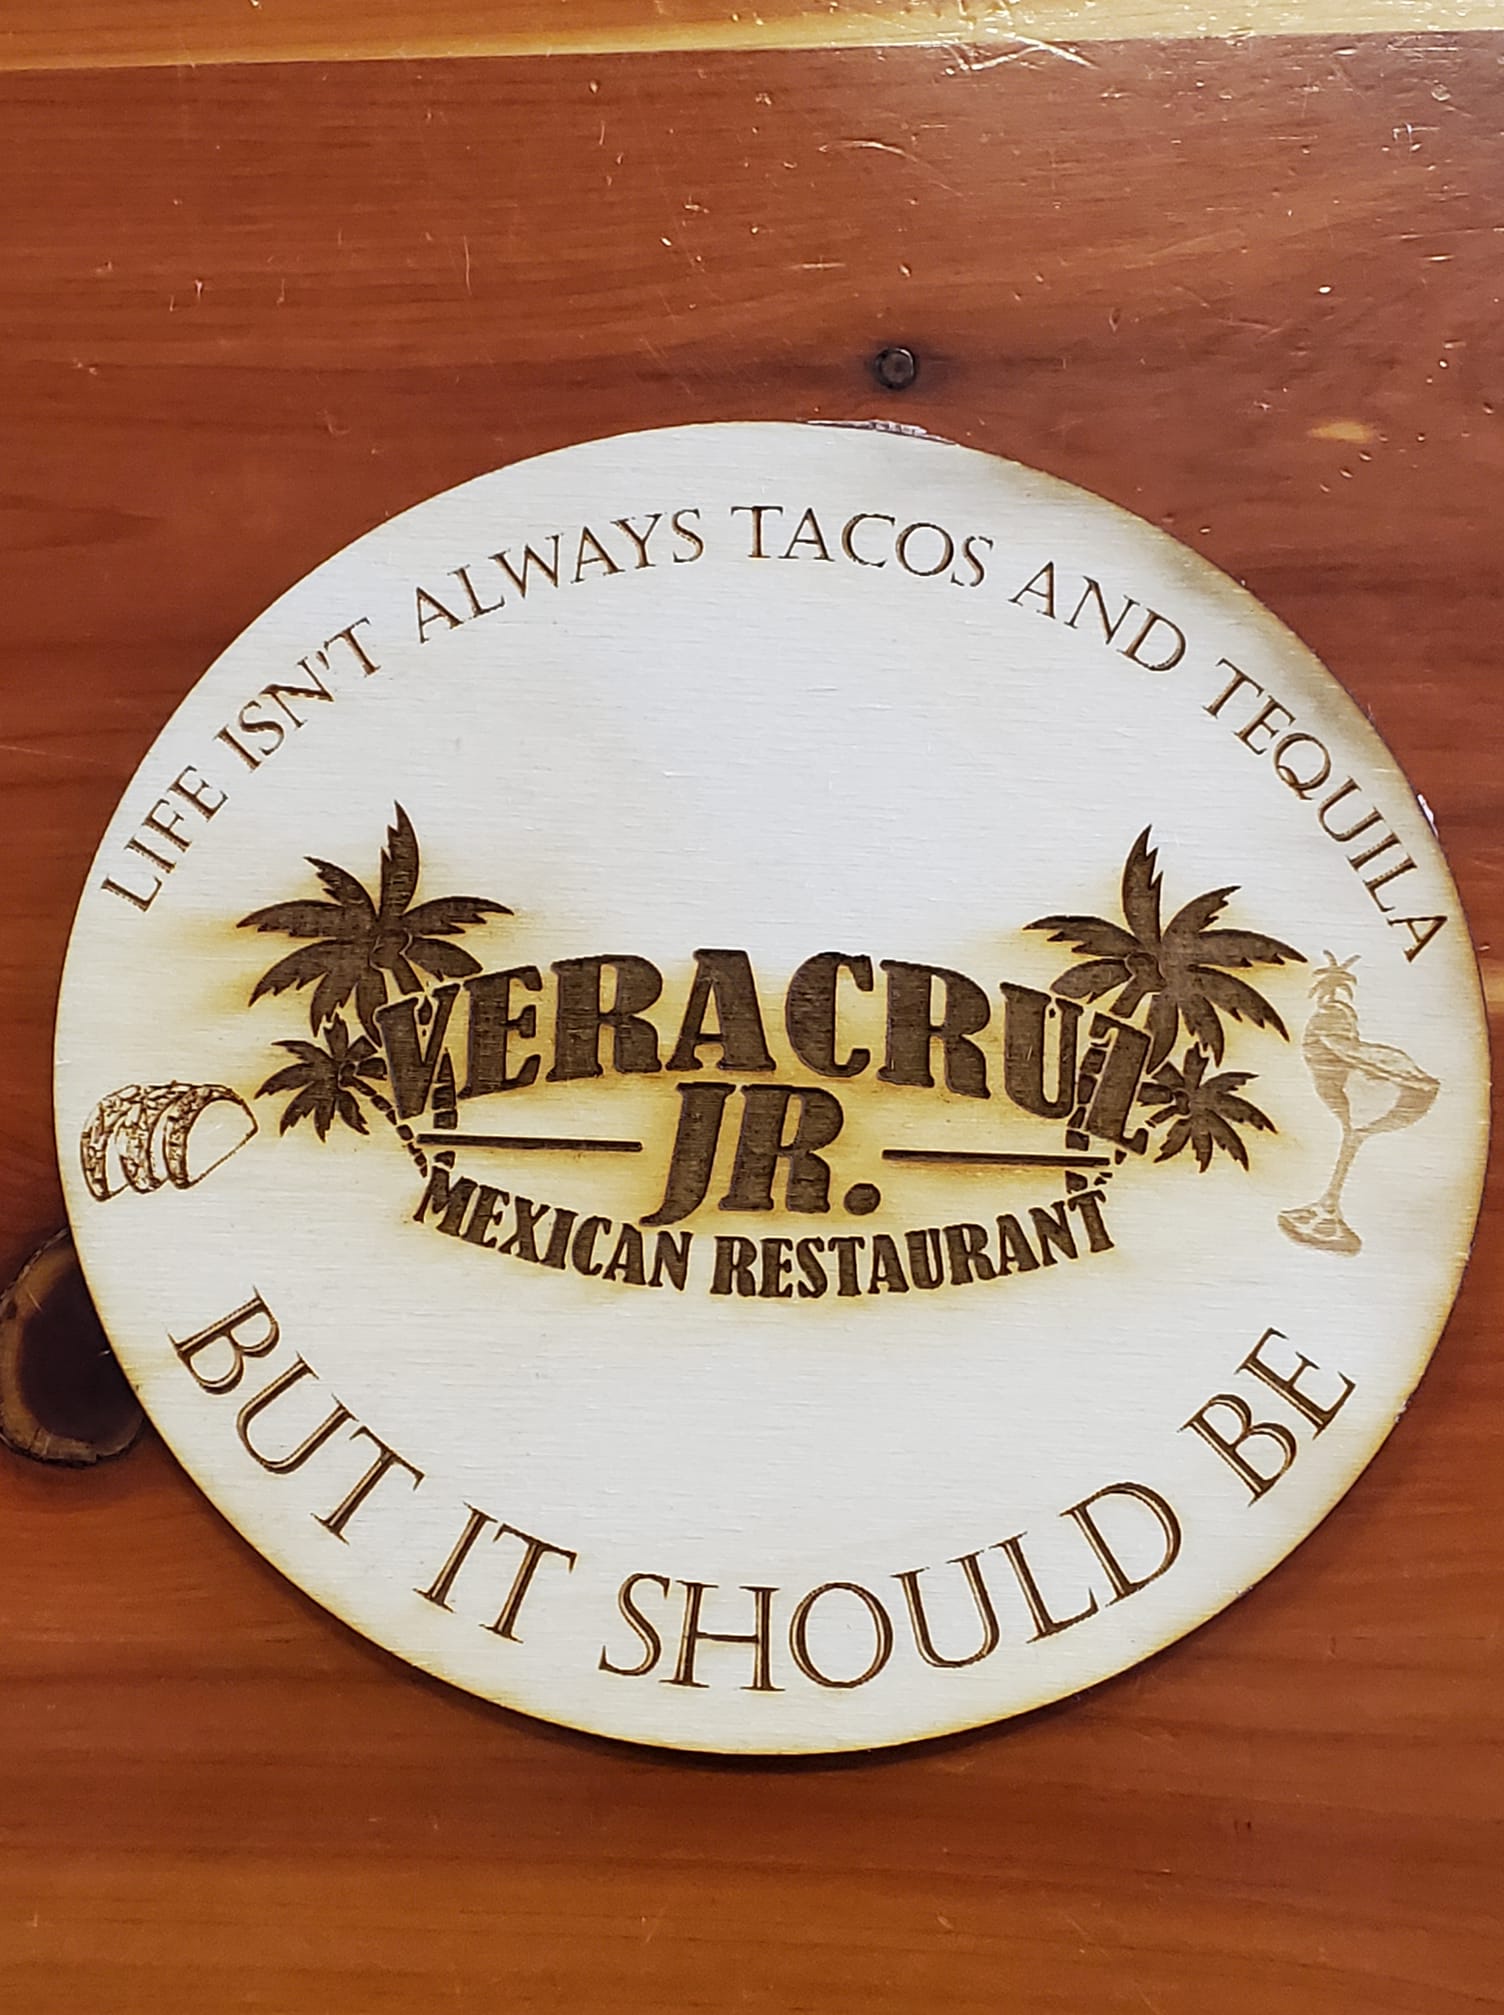 LIFE ISN'T ALWAYS TACOS AND TEQUILA
VERACRUZ
JR.
MEXICAN RESTAURANT
BUT IT SHOULD BE